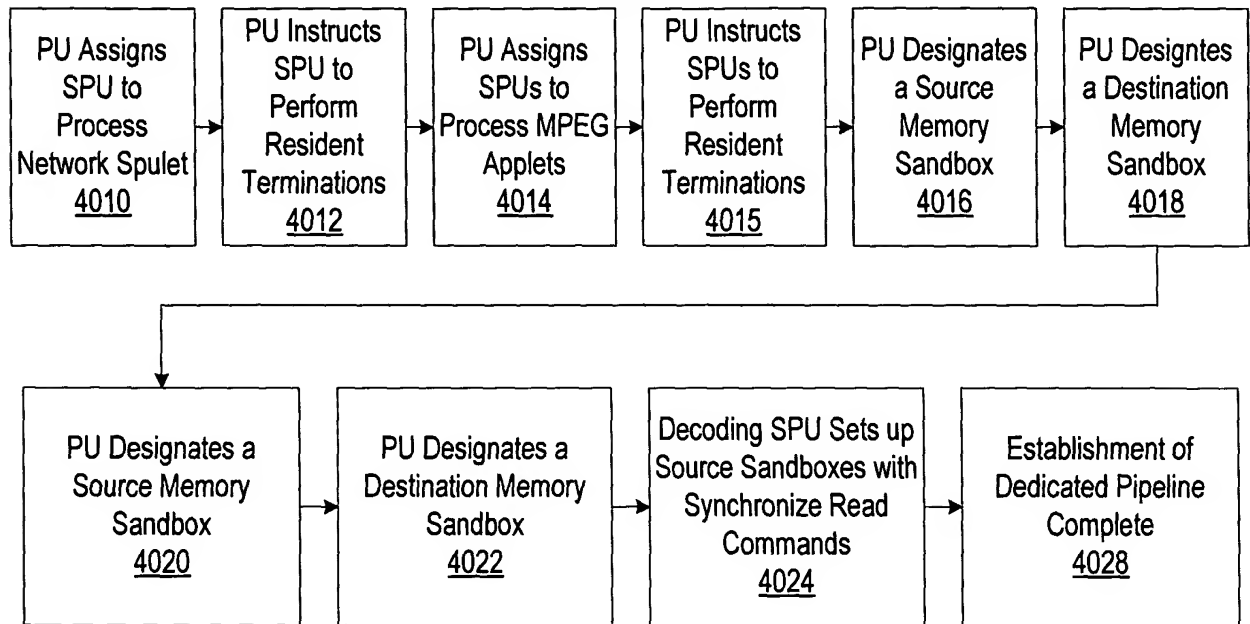 PU Assigns
SPU to
Process
Network Spulet
4010
PU Instructs
SPU to
Perform
Resident
Terminations
4012
PU Assigns
SPUs to
Process MPEG
Applets
4014
PU Instructs
SPUs to
Perform
Resident
Terminations
4015
PU Designates
a Source
Memory
Sandbox
4016
PU Designtes
a Destination
Memory
Sandbox
4018
PU Designates a
Source Memory
Sandbox
4020
PU Designates a
Destination Memory
Sandbox
4022
Decoding SPU Sets up
Source Sandboxes with
Synchronize Read
Commands
4024
Establishment of
Dedicated Pipeline
Complete
4028